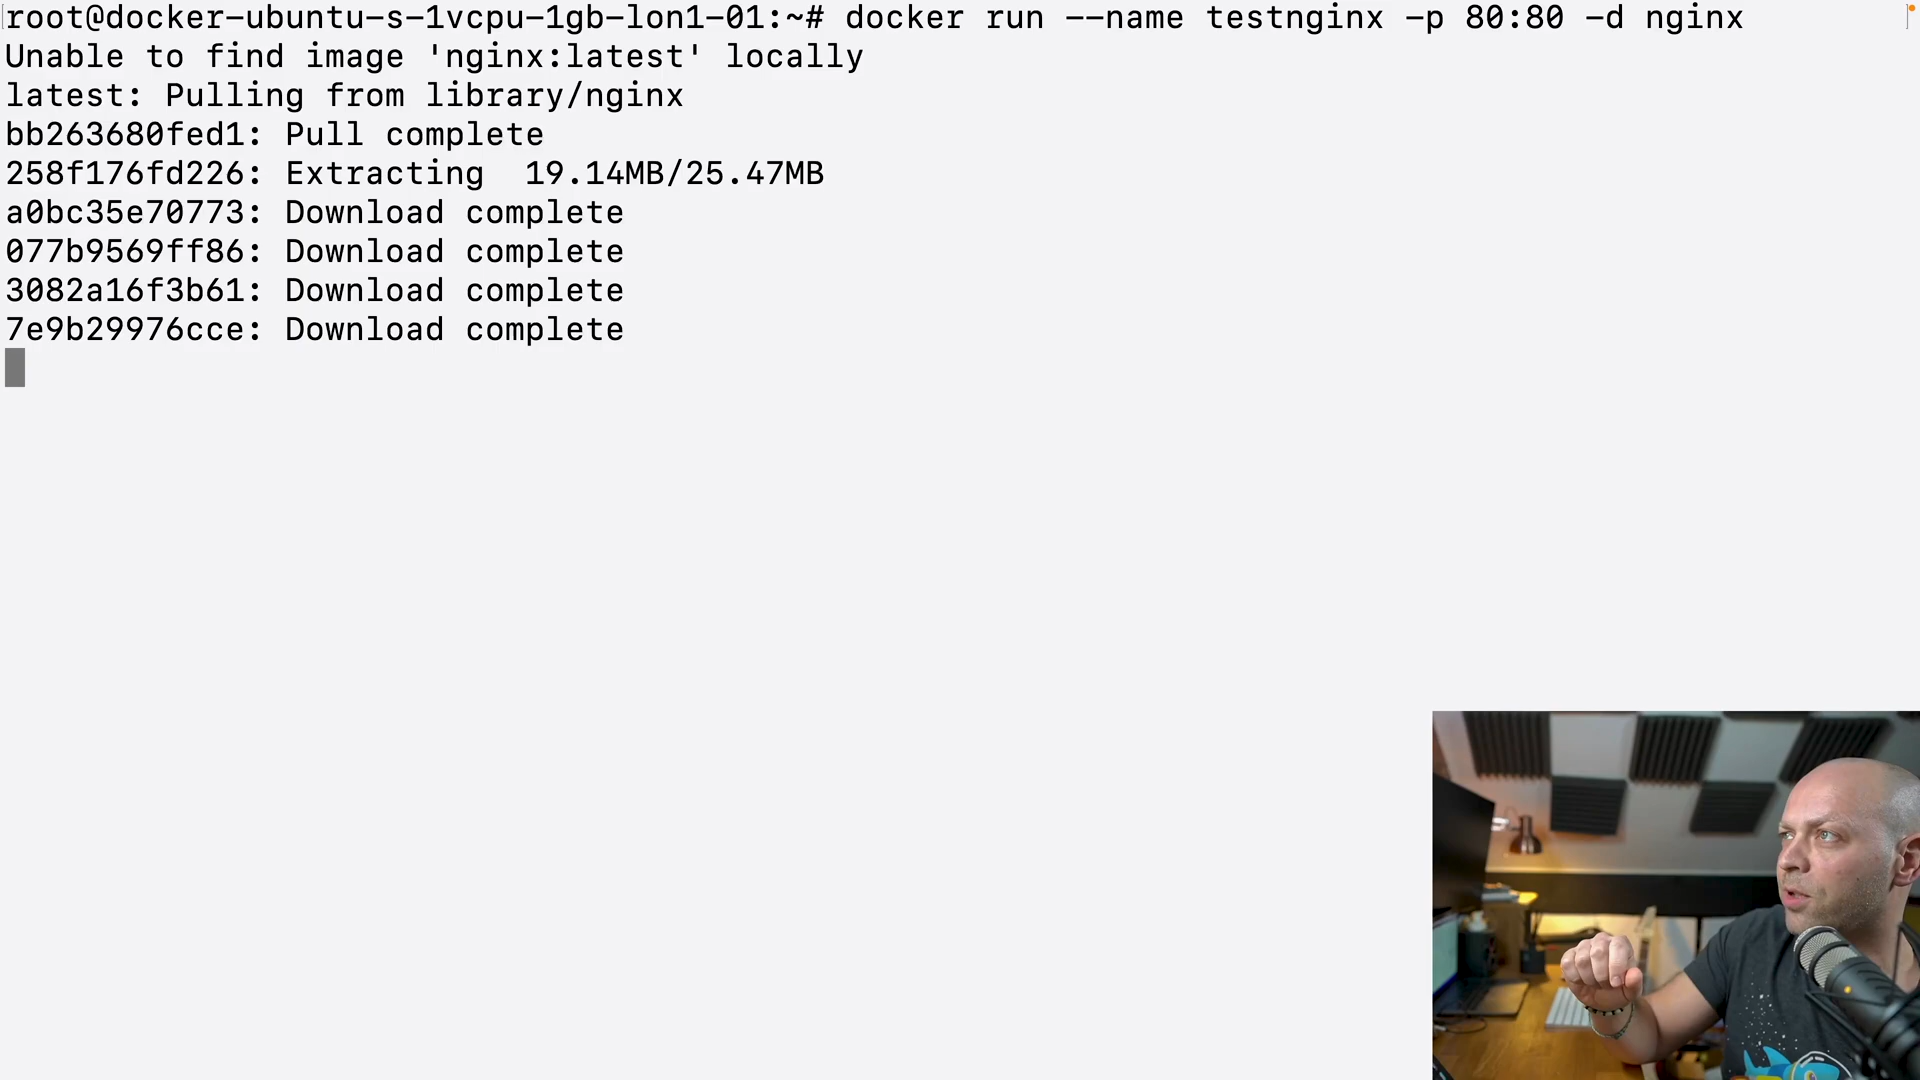 root@docker-ubuntu-s-1vcpu-1gb-lon1-01:~# docker run --name testnginx -p 80:80 -d nginx
Unable to find image 'nginx:latest' locally
latest: Pulling from library/nginx
bb263680fed1: Pull complete
258f176fd226: Extracting  19.14MB/25.47MB
a0bc35e70773: Download complete
077b9569ff86: Download complete
3082a16f3b61: Download complete
7e9b29976cce: Download complete